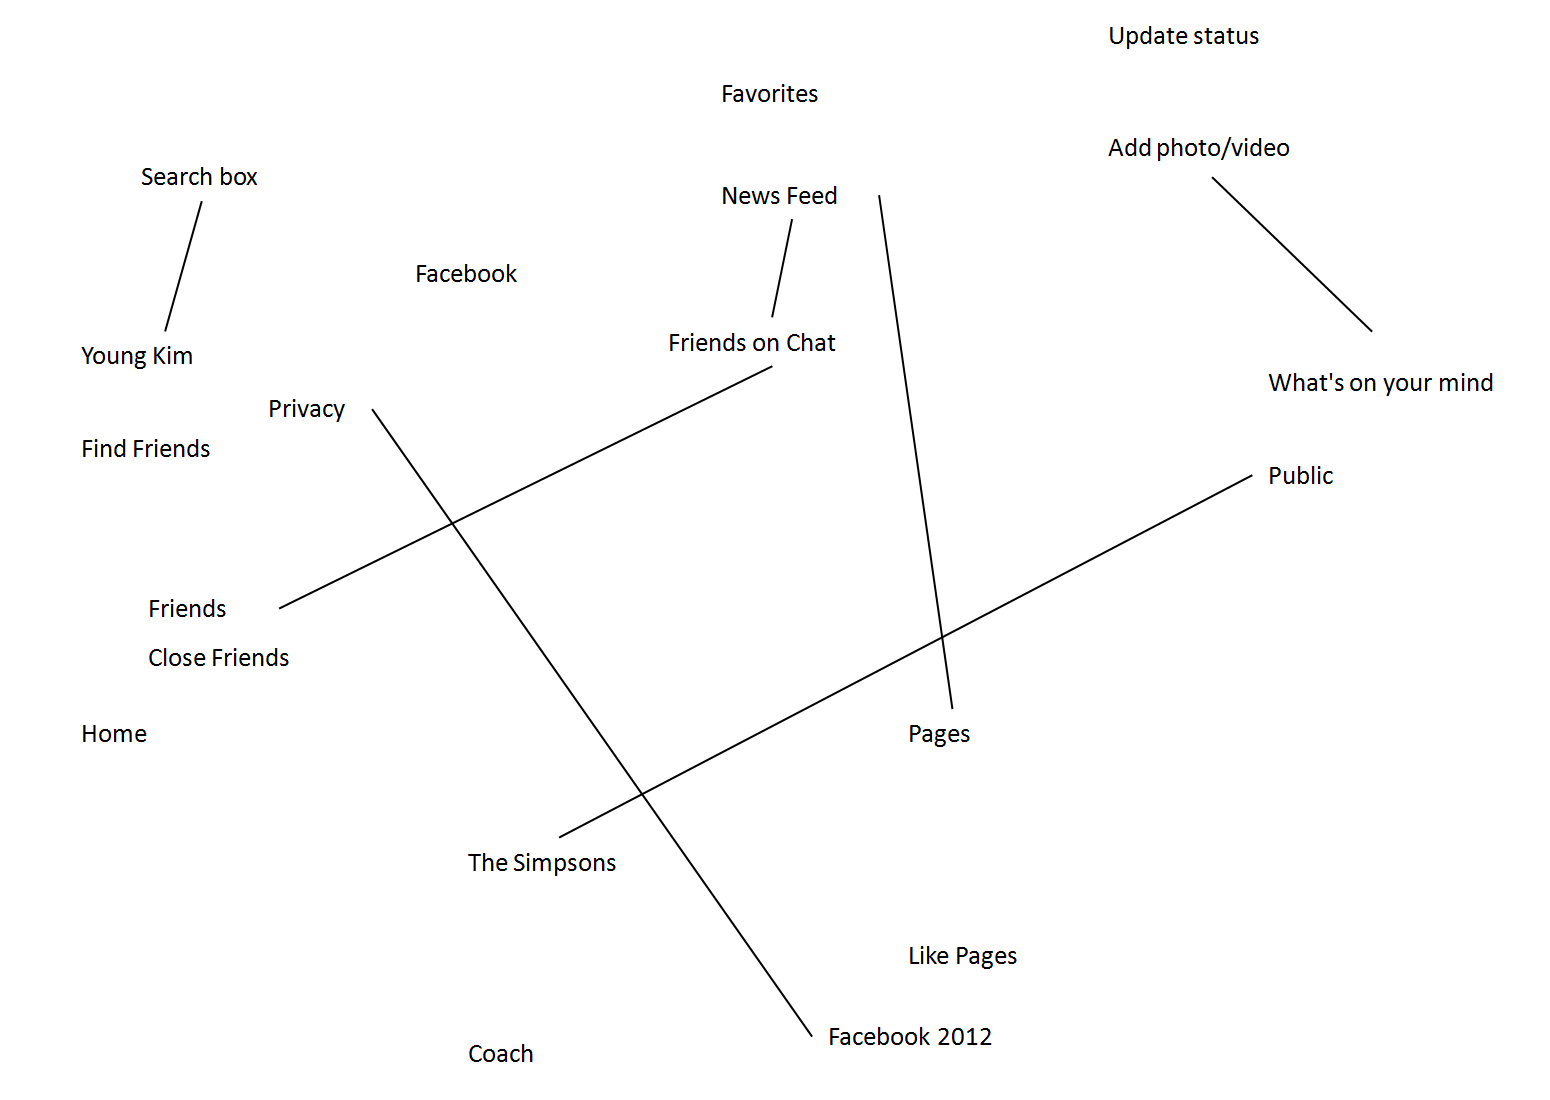 Update status
Favorites
Add photo/video
Search box
News Feed
Facebook
Friends on Chat
Young Kim
What's on your mind
Privacy
Find Friends
Public
Friends
Close Friends
Home
Pages
The Simpsons
Like Pages
Facebook 2012
Coach